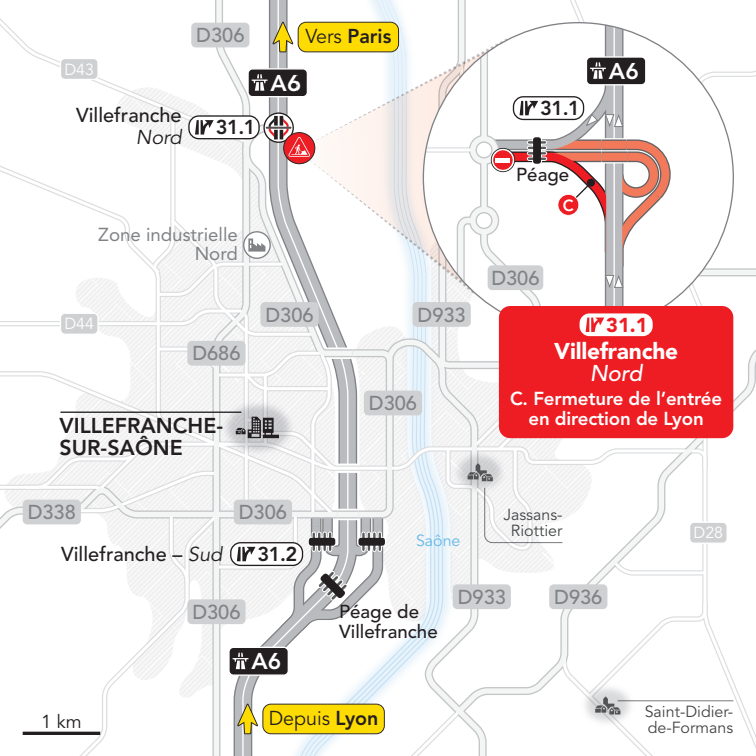 D306
Vers Paris
D43
A6
Villefranche
Nord
31.1
A6
31.1
Péage
C
Zone industrielle
Nord
D306
D306
D933
D44
D686
31.1
Villefranche
Nord
C. Fermeture de l'entrée
en direction de Lyon
D306
VILLEFRANCHE-
SUR-SAÔNE
D338
D306
Jassans-
Riottier
Saône
D28
Villefranche – Sud 31.2
D306
Péage de
Villefranche
D933
D936
A6
Depuis Lyon
1 km
Saint-Didier-
de-Formans